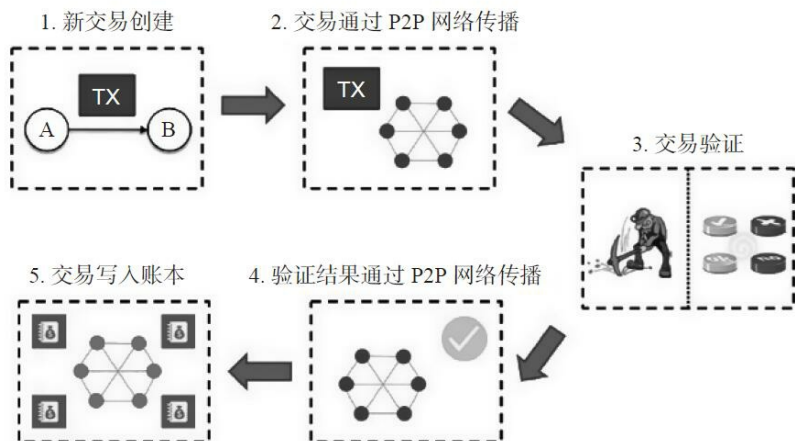 1. 新交易创建
2. 交易通过 P2P 网络传播
TX
A
B
TX
3. 交易验证
5. 交易写入账本
4. 验证结果通过 P2P 网络传播